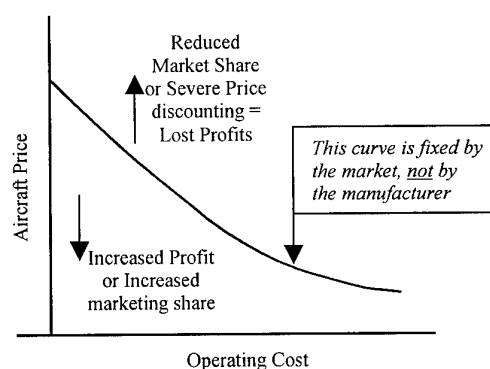 Reduced
Market Share
or Severe Price
discounting =
Lost Profits
This curve is fixed by
the market, not by
the manufacturer
Aircraft Price
Increased Profit
or Increased
marketing share
Operating Cost